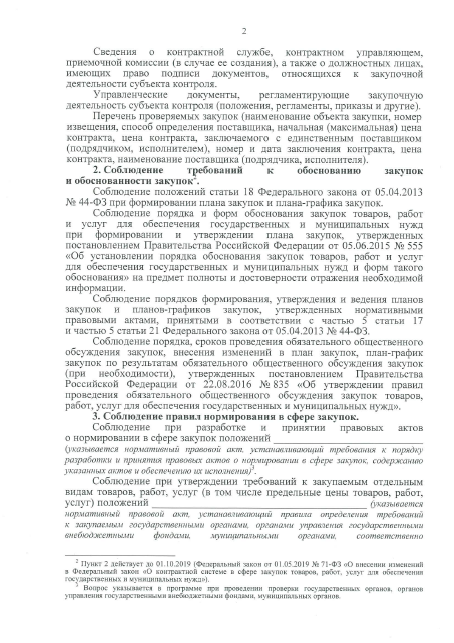 2
Сведения о контрактной службе, контрактном управляющем,
приемочной комиссии (в случае ее создания), а также о должностных лицах,
имеющих право подписи документов, относящихся к закупочной
деятельности субъекта контроля.
Управленческие документы, регламентирующие закупочную
деятельность субъекта контроля (положения, регламенты, приказы и другие).
Перечень проверяемых закупок (наименование объекта закупки, номер
извещения, способ определения поставщика, начальная (максимальная) цена
контракта, цена контракта, заключаемого с единственным поставщиком
(подрядчиком, исполнителем), номер и дата заключения контракта, цена
контракта, наименование поставщика (подрядчика, исполнителя).
2. Соблюдение требований к обоснованию закупок
и обоснованности закупок2.
Соблюдение положений статьи 18 Федерального закона от 05.04.2013
№ 44-ФЗ при формировании плана закупок и плана-графика закупок.
Соблюдение порядка и форм обоснования закупок товаров, работ
и услуг для обеспечения государственных и муниципальных нужд
при формировании и утверждении плана закупок, утвержденных
постановлением Правительства Российской Федерации от 05.06.2015 № 555
«Об установлении порядка обоснования закупок товаров, работ и услуг
для обеспечения государственных и муниципальных нужд и форм такого
обоснования» на предмет полноты и достоверности отражения необходимой
информации.
Соблюдение порядков формирования, утверждения и ведения планов
закупок и планов-графиков закупок, утвержденных нормативными
правовыми актами, принятыми в соответствии с частью 5 статьи 17
и частью 5 статьи 21 Федерального закона от 05.04.2013 № 44-ФЗ.
Соблюдение порядка, сроков проведения обязательного общественного
обсуждения закупок, внесения изменений в план закупок, план-график
закупок по результатам обязательного общественного обсуждения закупок
(при необходимости), утвержденных постановлением Правительства
Российской Федерации от 22.08.2016 № 835 «Об утверждении правил
проведения обязательного общественного обсуждения закупок товаров,
работ, услуг для обеспечения государственных и муниципальных нужд».
3. Соблюдение правил нормирования в сфере закупок.
Соблюдение при разработке и принятии правовых актов
о нормировании в сфере закупок положений
(указывается нормативный правовой акт, устанавливающий требования к порядку
разработки и принятия правовых актов о нормировании в сфере закупок, содержанию
указанных актов и обеспечению их исполнения)3.
Соблюдение при утверждении требований к закупаемым отдельным
видам товаров, работ, услуг (в том числе предельные цены товаров, работ,
услуг) положений (указывается
нормативный правовой акт, устанавливающий правила определения требований
к закупаемым государственными органами, органами управления государственными
внебюджетными фондами, муниципальными органами, соответственно
2 Пункт 2 действует до 01.10.2019 (Федеральный закон от 01.05.2019 № 71-ФЗ «О внесении изменений
в Федеральный закон «О контрактной системе в сфере закупок товаров, работ, услуг для обеспечения
государственных и муниципальных нужд»).
3 Вопрос указывается в программе при проведении проверки государственных органов, органов
управления государственными внебюджетными фондами, муниципальных органов.